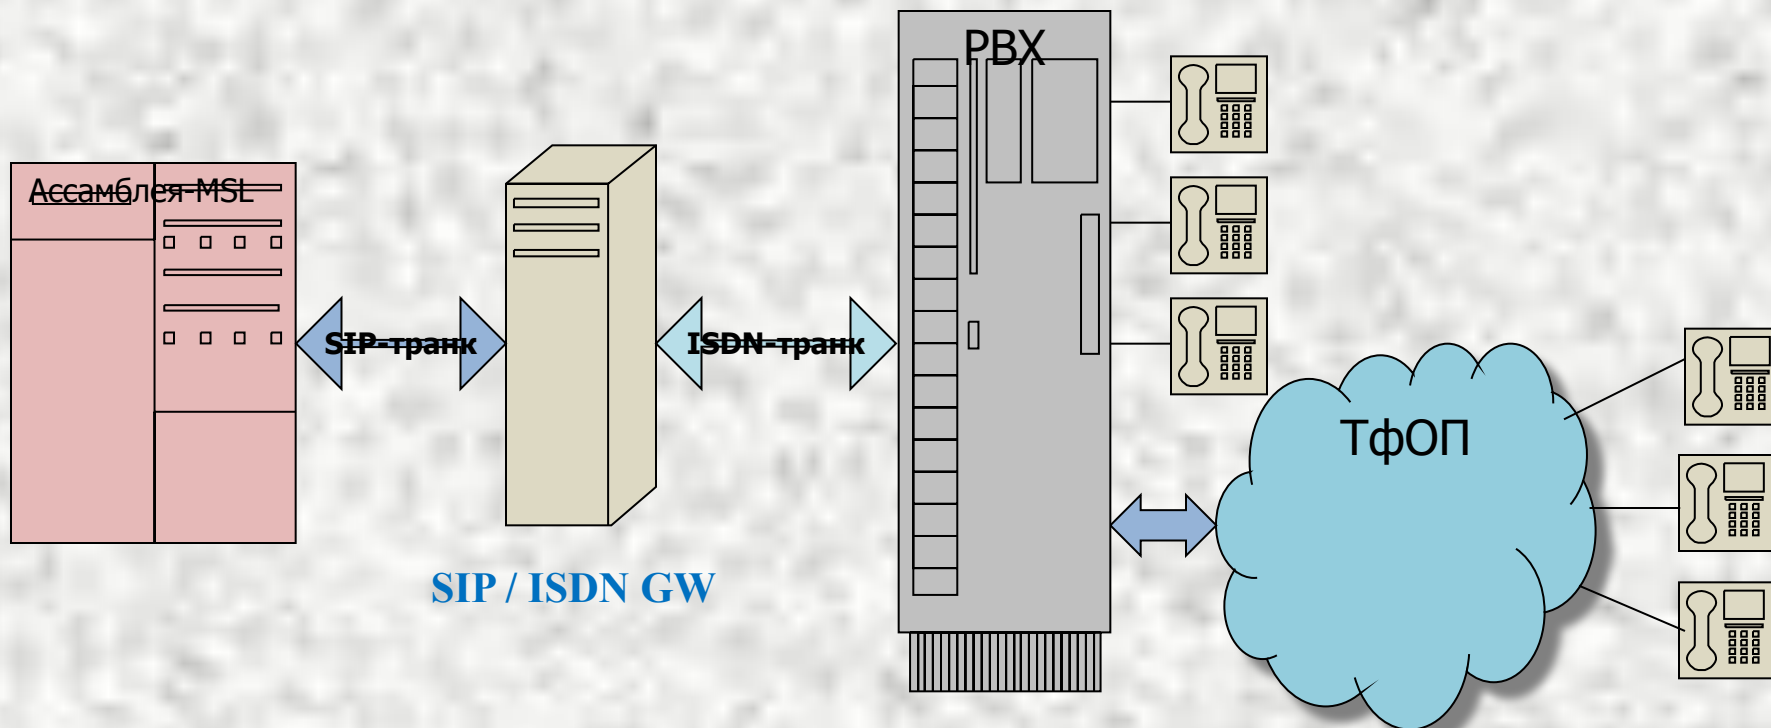 PBX
Ассамблея-MSL
SIP-транк
ISDN-транк
ТфОП
SIP / ISDN GW